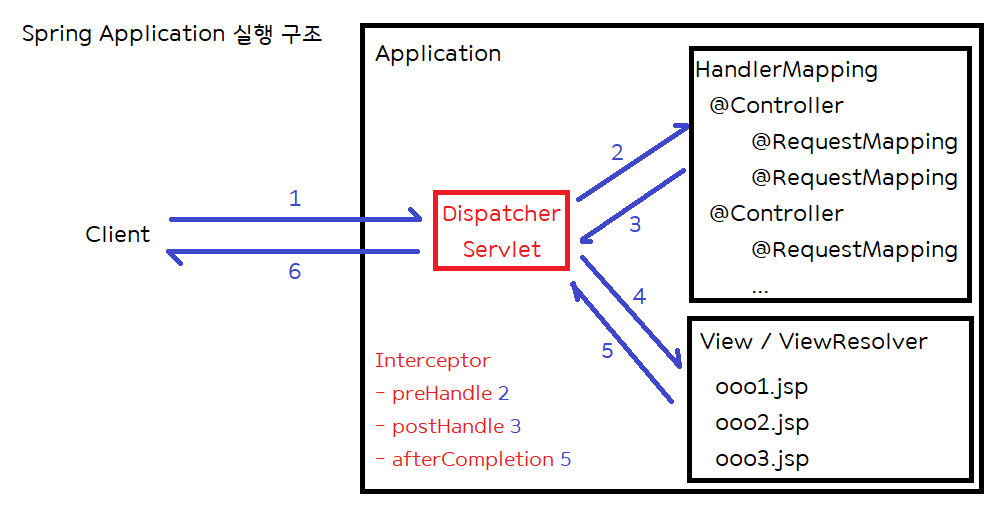 Spring Application 실행 구조
Application
HandlerMapping
@Controller
@RequestMapping
@RequestMapping
@Controller
@RequestMapping
...
Client
1
6
Dispatcher
Servlet
2
3
4
5
View / ViewResolver
ooo1.jsp
ooo2.jsp
ooo3.jsp
Interceptor
- preHandle 2
- postHandle 3
- afterCompletion 5